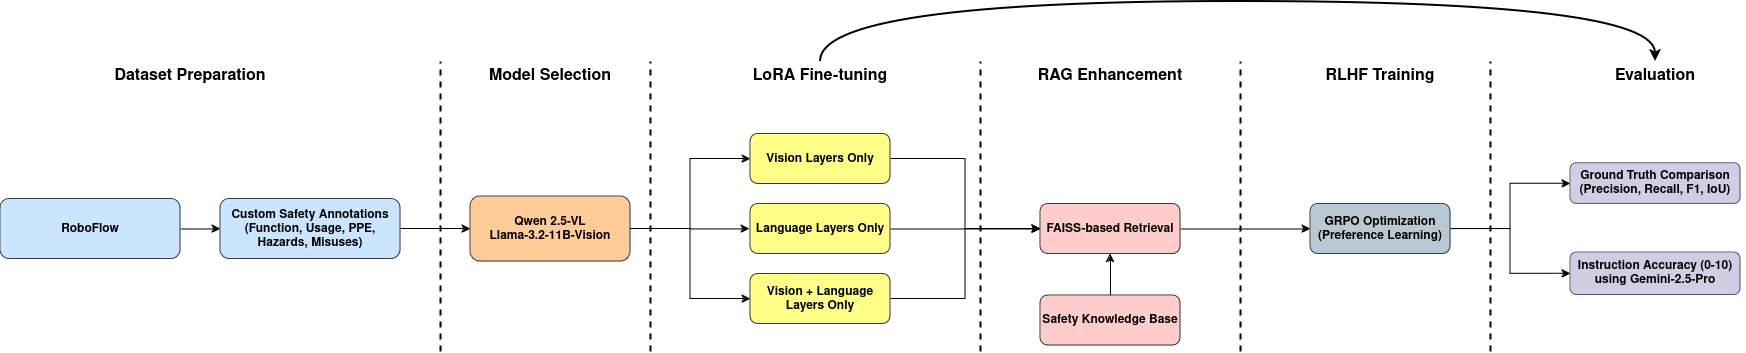 Dataset Preparation
Model Selection
LoRA Fine-tuning
RAG Enhancement
RLHF Training
Evaluation
RoboFlow
Custom Safety Annotations
(Function, Usage, PPE,
Hazards, Misuses)
Qwen 2.5-VL
Llama-3.2-11B-Vision
Vision Layers Only
Language Layers Only
Vision + Language
Layers Only
FAISS-based Retrieval
Safety Knowledge Base
GRPO Optimization
(Preference Learning)
Ground Truth Comparison
(Precision, Recall, F1, IoU)
Instruction Accuracy (0-10)
using Gemini-2.5-Pro